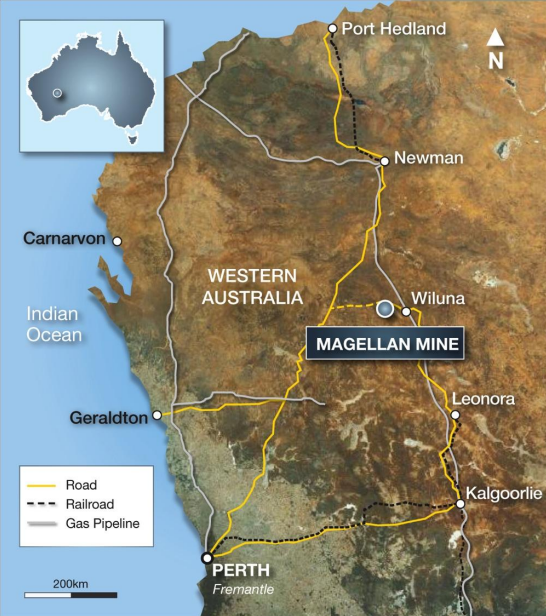 Port Hedland
N
Newman
Carnarvon
WESTERN
AUSTRALIA
Indian
Ocean
Wiluna
MAGELLAN MINE
Leonora
Geraldton
Kalgoorlie
Road
Railroad
Gas Pipeline
PERTH
Fremantle
200km